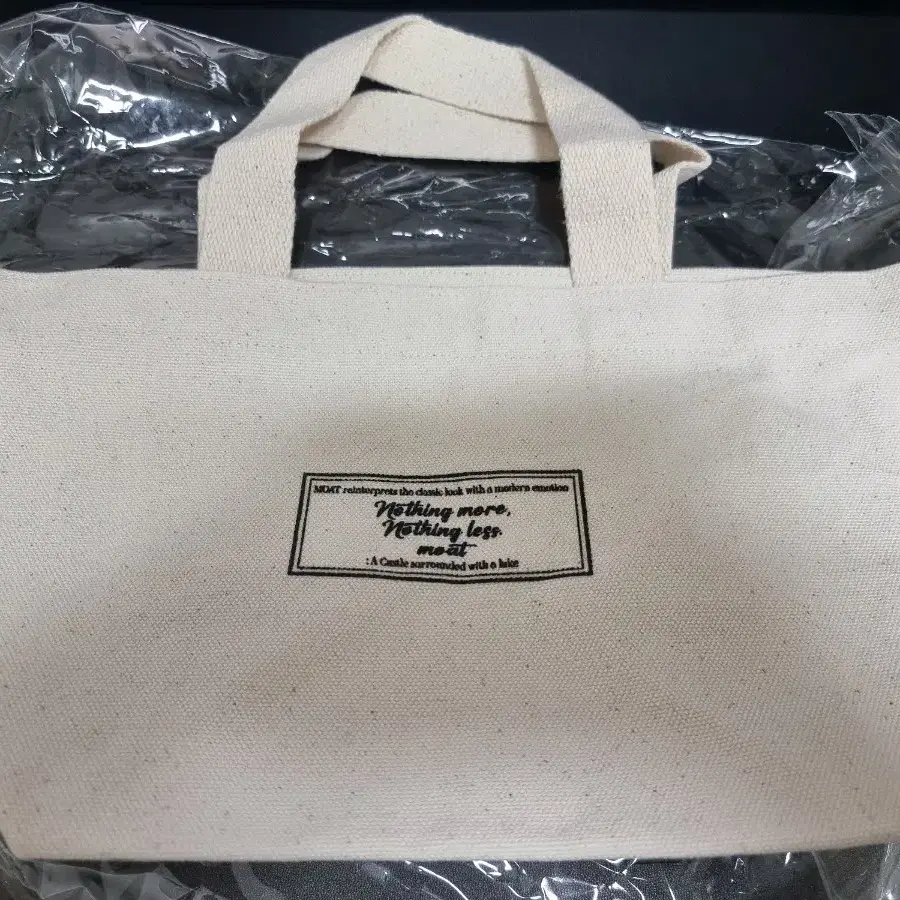 MOAT reinterprets the classic look with a modern emotion
Nothing more,
Nothing less.
moat
: A Castle surrounded with a lake